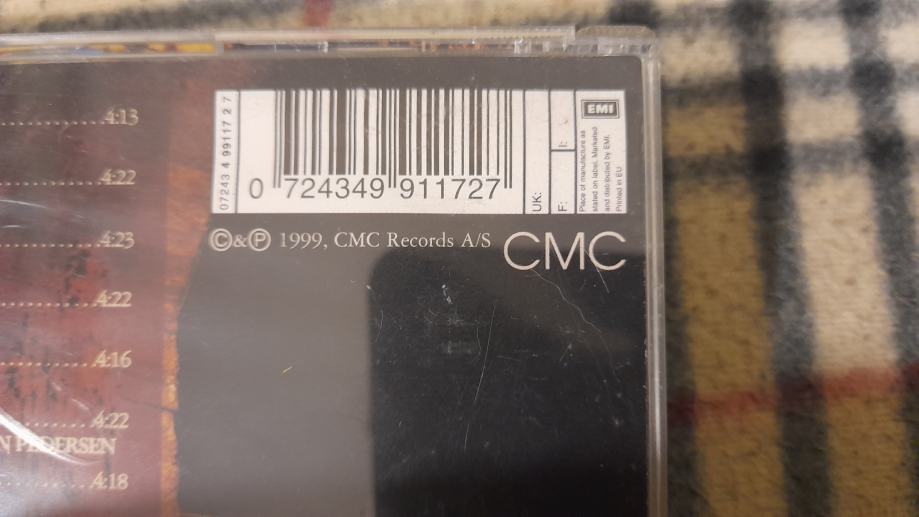 07243 4 99117 2 7
0 724349 911727
UK:
I:
F:
EMI
Place of manufacture as
stated on label. Marketed
and distributed by EMI.
Printed in EU
©&℗ 1999, CMC Records A/S
CMC
4:13
4:22
4:23
4:22
4:16
4:22
N PEDERSEN
4:18